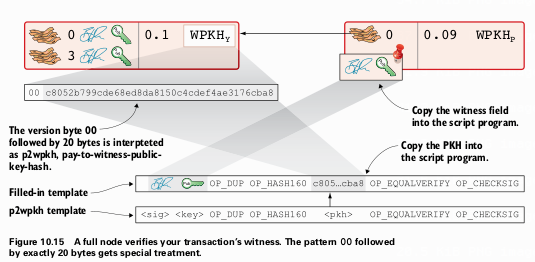 0 0.1 WPKHY
3
0 0.09 WPKHP
00 c8052b799cde68ed8da8150c4cdef4ae3176cba8
The version byte 00
followed by 20 bytes is interpteted
as p2wpkh, pay-to-witness-public-
key-hash.
Copy the witness field
into the script program.
Copy the PKH into
the script program.
Filled-in template
OP_DUP OP_HASH160 c805…cba8 OP_EQUALVERIFY OP_CHECKSIG
p2wpkh template
<sig> <key> OP_DUP OP_HASH160 <pkh> OP_EQUALVERIFY OP_CHECKSIG
Figure 10.15 A full node verifies your transaction's witness. The pattern 00 followed
by exactly 20 bytes gets special treatment.